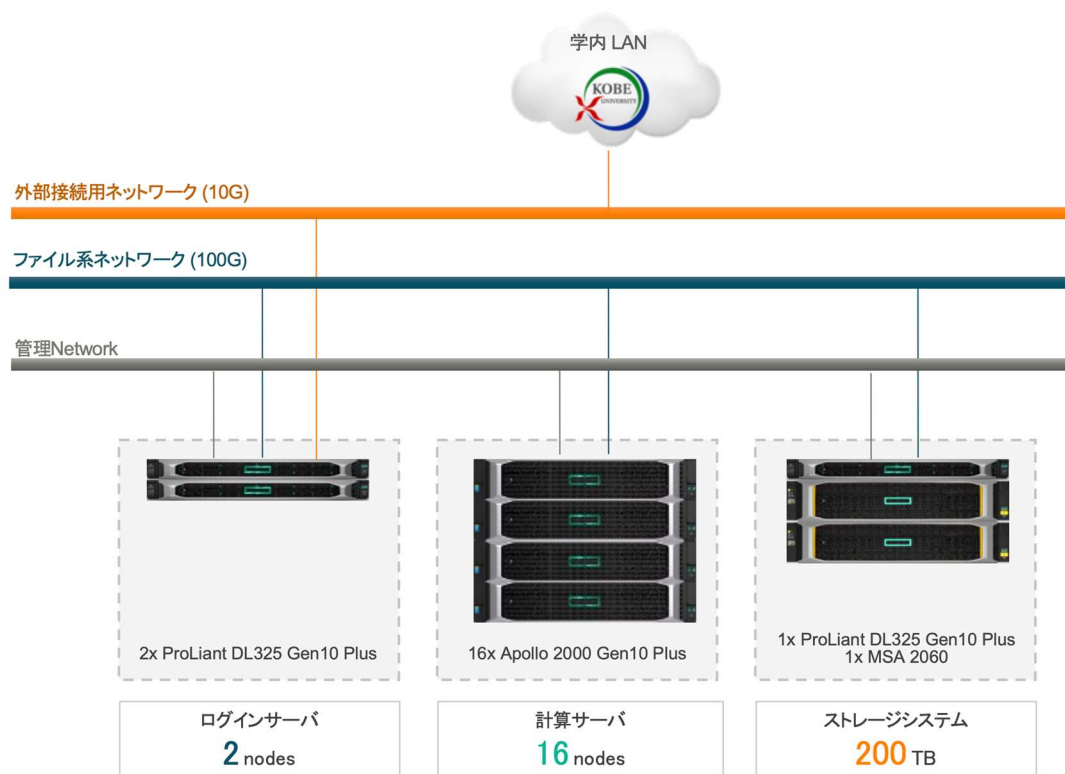 学内 LAN
KOBE
UNIVERSITY
外部接続用ネットワーク (10G)
ファイル系ネットワーク (100G)
管理Network
2x ProLiant DL325 Gen10 Plus
16x Apollo 2000 Gen10 Plus
1x ProLiant DL325 Gen10 Plus
1x MSA 2060
ログインサーバ
2 nodes
計算サーバ
16 nodes
ストレージシステム
200 TB